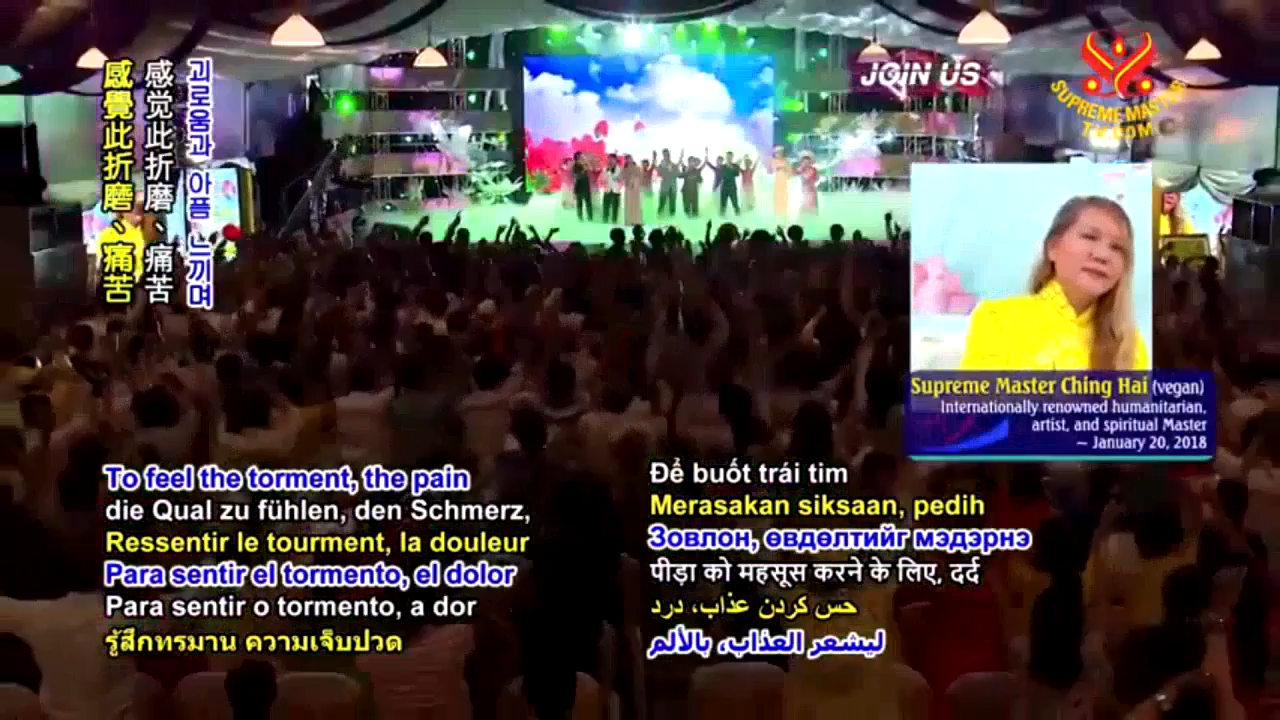 感覺此折磨、痛苦
感觉此折磨、痛苦
괴로움과 아픔 느끼며
JOIN US
SUPREME MASTER
TV.COM
Supreme Master Ching Hai (vegan)
Internationally renowned humanitarian,
artist, and spiritual Master
~ January 20, 2018
To feel the torment, the pain
die Qual zu fühlen, den Schmerz,
Ressentir le tourment, la douleur
Para sentir el tormento, el dolor
Para sentir o tormento, a dor
รู้สึกทรมาน ความเจ็บปวด
Để buốt trái tim
Merasakan siksaan, pedih
Зовлон, өвдөлтийг мэдэрнэ
पीड़ा को महसूस करने के लिए, दर्द
حس کردن عذاب، درد
ليشعر العذاب، بالألم